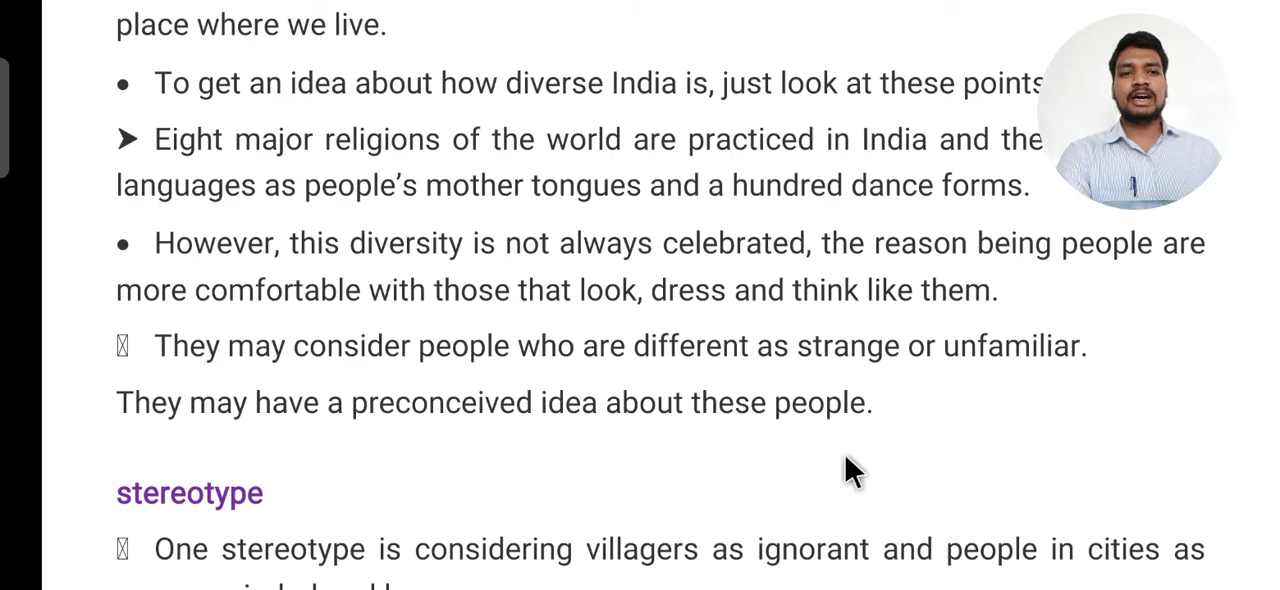 place where we live.
• To get an idea about how diverse India is, just look at these points
➤ Eight major religions of the world are practiced in India and the
languages as people’s mother tongues and a hundred dance forms.
• However, this diversity is not always celebrated, the reason being people are
more comfortable with those that look, dress and think like them.
They may consider people who are different as strange or unfamiliar.
They may have a preconceived idea about these people.
stereotype
One stereotype is considering villagers as ignorant and people in cities as